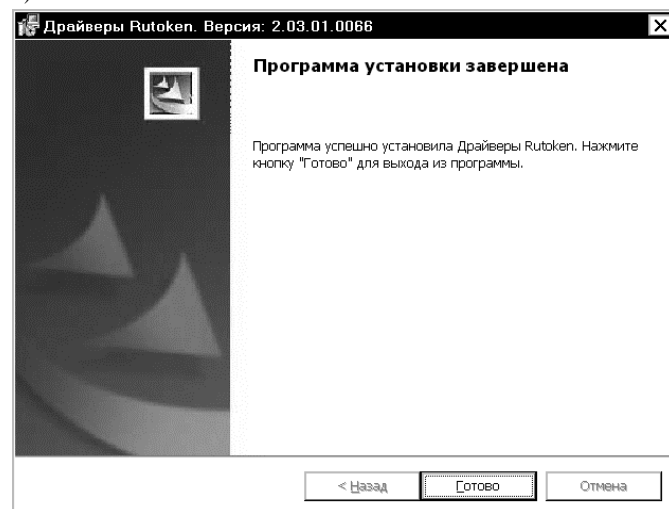 Драйверы Rutoken. Версия: 2.03.01.0066
Программа установки завершена
Программа успешно установила Драйверы Rutoken. Нажмите
кнопку "Готово" для выхода из программы.
< Назад
Готово
Отмена